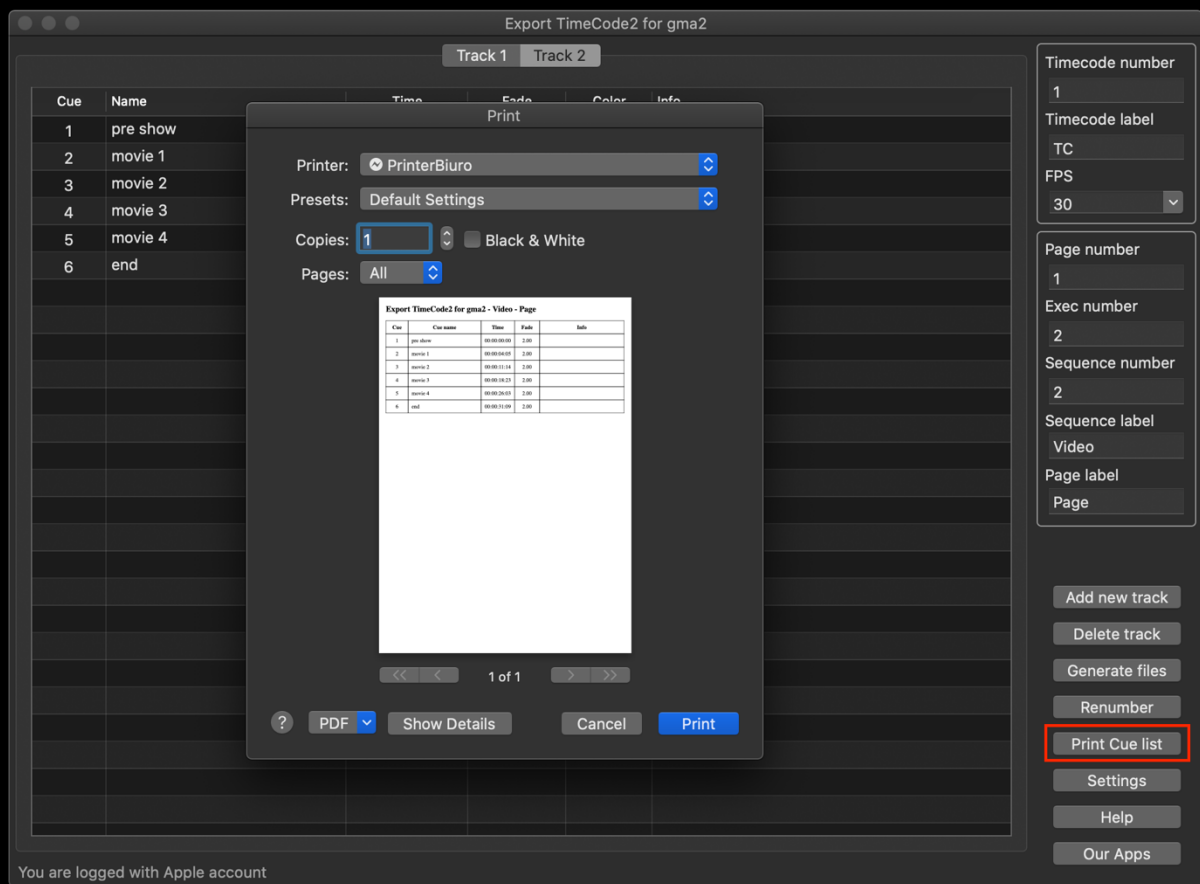 Export TimeCode2 for gma2
Track 1 Track 2
Cue Name Time Fade Color Info
1 pre show
2 movie 1
3 movie 2
4 movie 3
5 movie 4
6 end
Print
Printer: PrinterBiuro
Presets: Default Settings
Copies: 1 Black & White
Pages: All
Export TimeCode2 for gma2 - Video - Page
Cue Cue name Time Fade Info
1 pre show 00:00:00:00 2.00
2 movie 1 00:00:04:05 2.00
3 movie 2 00:00:11:14 2.00
4 movie 3 00:00:18:23 2.00
5 movie 4 00:00:26:03 2.00
6 end 00:00:31:09 2.00
<< < 1 of 1 > >>
? PDF Show Details Cancel Print
Timecode number
1
Timecode label
TC
FPS
30
Page number
1
Exec number
2
Sequence number
2
Sequence label
Video
Page label
Page
Add new track
Delete track
Generate files
Renumber
Print Cue list
Settings
Help
Our Apps
You are logged with Apple account